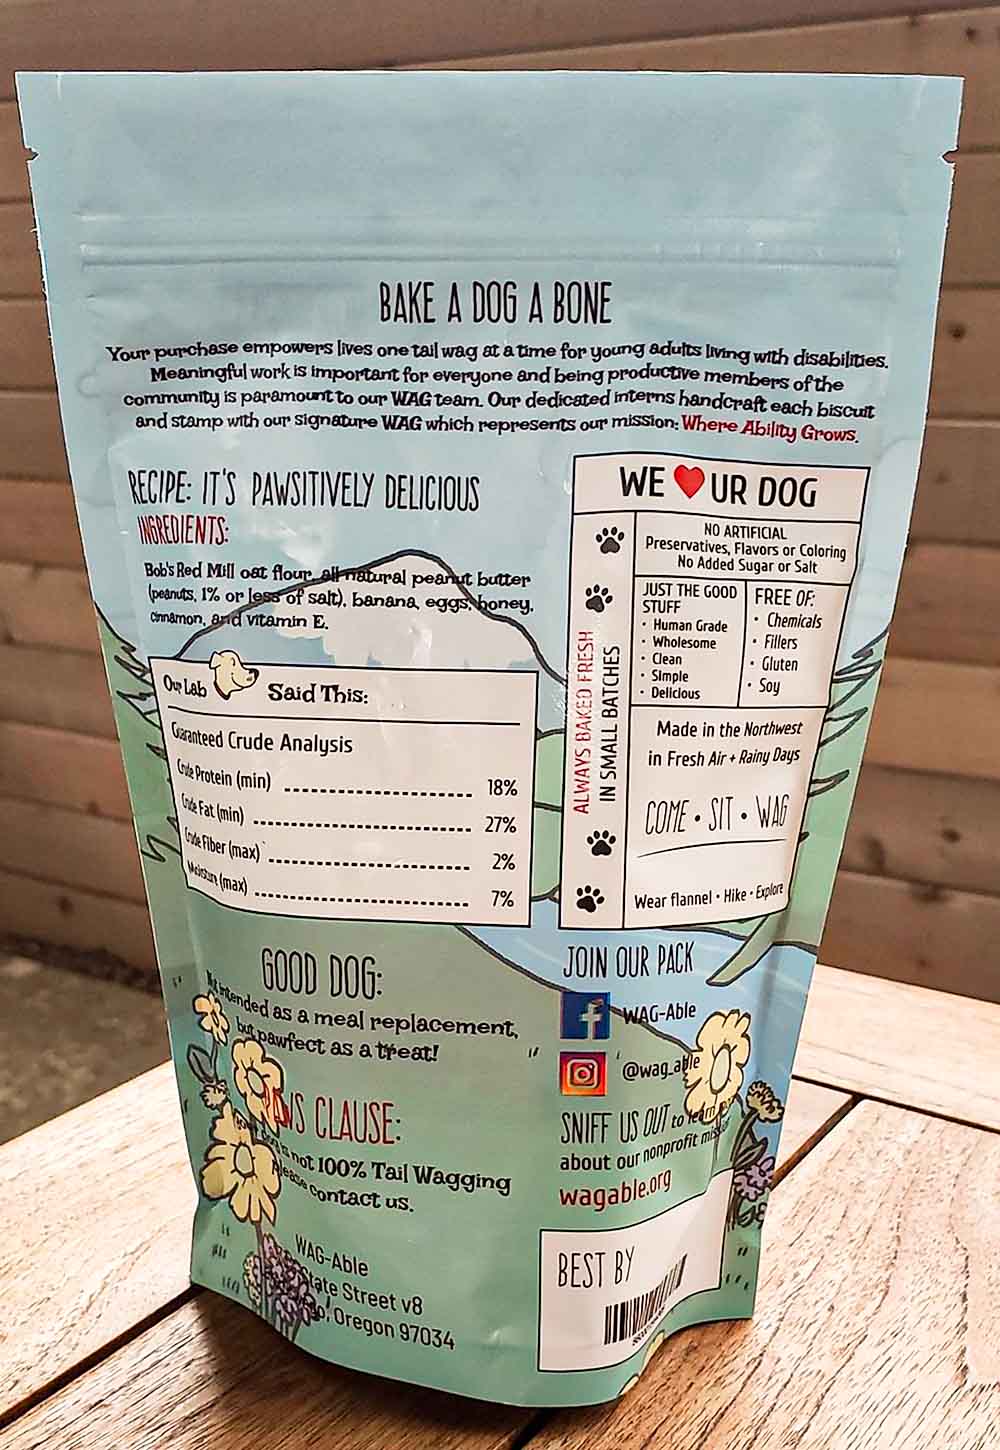 BAKE A DOG A BONE
Your purchase empowers lives one tail wag at a time for young adults living with disabilities.
Meaningful work is important for everyone and being productive members of the
community is paramount to our WAG team. Our dedicated interns handcraft each biscuit
and stamp with our signature WAG which represents our mission: Where Ability Grows.
RECIPE: IT'S PAWSITIVELY DELICIOUS
INGREDIENTS:
Bob's Red Mill oat flour, all natural peanut butter
(peanuts, 1% or less of salt), banana, eggs, honey,
cinnamon, and vitamin E.
Our Lab Said This:
Guaranteed Crude Analysis
Crude Protein (min) 18%
Crude Fat (min) 27%
Crude Fiber (max) 2%
Moisture (max) 7%
WE ❤ UR DOG
ALWAYS BAKED FRESH
IN SMALL BATCHES
NO ARTIFICIAL
Preservatives, Flavors or Coloring
No Added Sugar or Salt
JUST THE GOOD
STUFF
• Human Grade
• Wholesome
• Clean
• Simple
• Delicious
FREE OF:
• Chemicals
• Fillers
• Gluten
• Soy
Made in the Northwest
in Fresh Air + Rainy Days
COME • SIT • WAG
Wear flannel • Hike • Explore
GOOD DOG:
Not intended as a meal replacement,
but pawfect as a treat!
PAWS CLAUSE:
dog is not 100% Tail Wagging
Please contact us.
WAG-Able
State Street v8
Oregon 97034
JOIN OUR PACK
f WAG-Able
@wag_able
SNIFF US OUT to learn
about our nonprofit
wagable.org
BEST BY